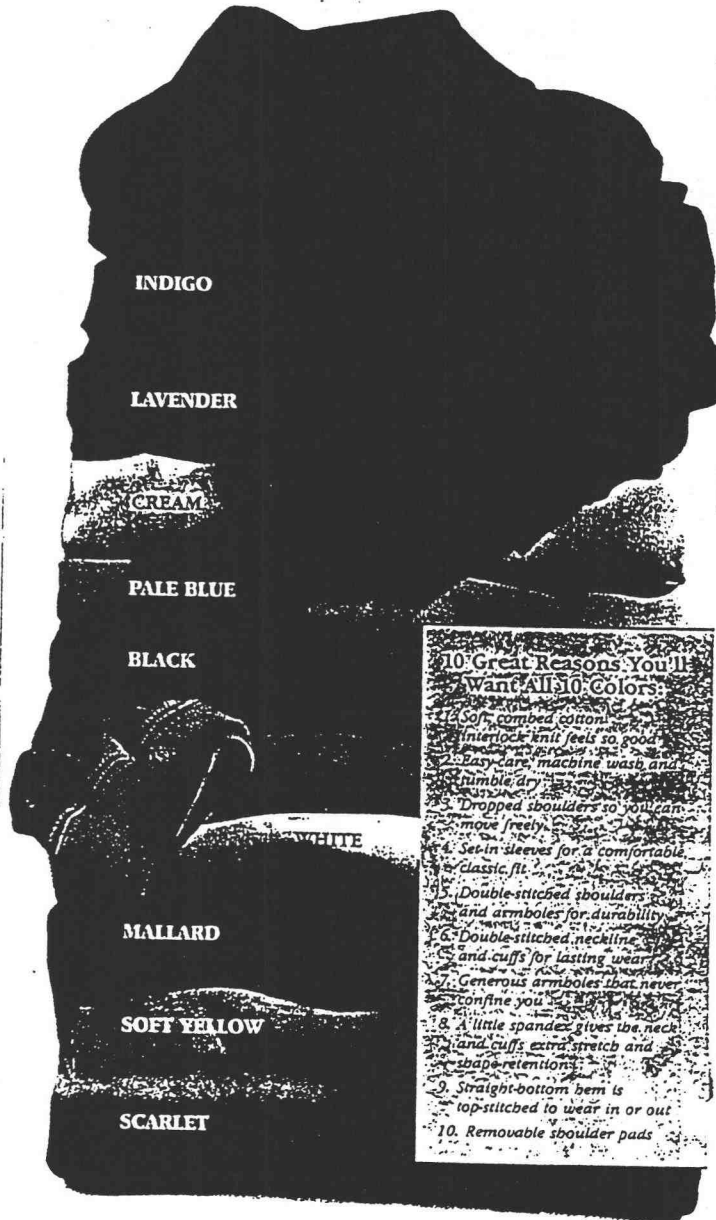 INDIGO
LAVENDER
CREAM
PALE BLUE
BLACK
WHITE
MALLARD
SOFT YELLOW
SCARLET
10 Great Reasons You'll
Want All 10 Colors:
1. Soft, combed cotton
interlock knit feels so good
2. Easy-care, machine wash and
tumble dry
3. Dropped shoulders so you can
move freely
4. Set-in sleeves for a comfortable
classic fit
5. Double-stitched shoulders
and armholes for durability
6. Double-stitched neckline
and cuffs for lasting wear
7. Generous armholes that never
confine you
8. A little spandex gives the neck
and cuffs extra stretch and
shape retention
9. Straight-bottom hem is
top-stitched to wear in or out
10. Removable shoulder pads